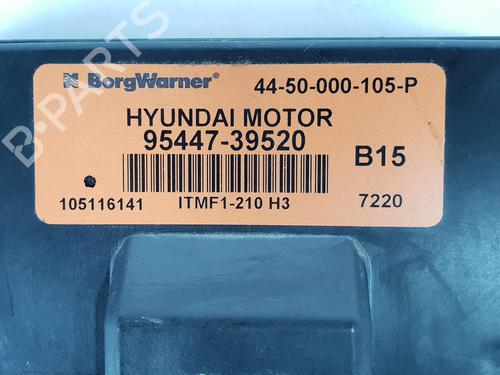 BorgWarner® 44-50-000-105-P
HYUNDAI MOTOR
95447-39520
B15
105116141 ITMF1-210 H3 7220
B-PARTS